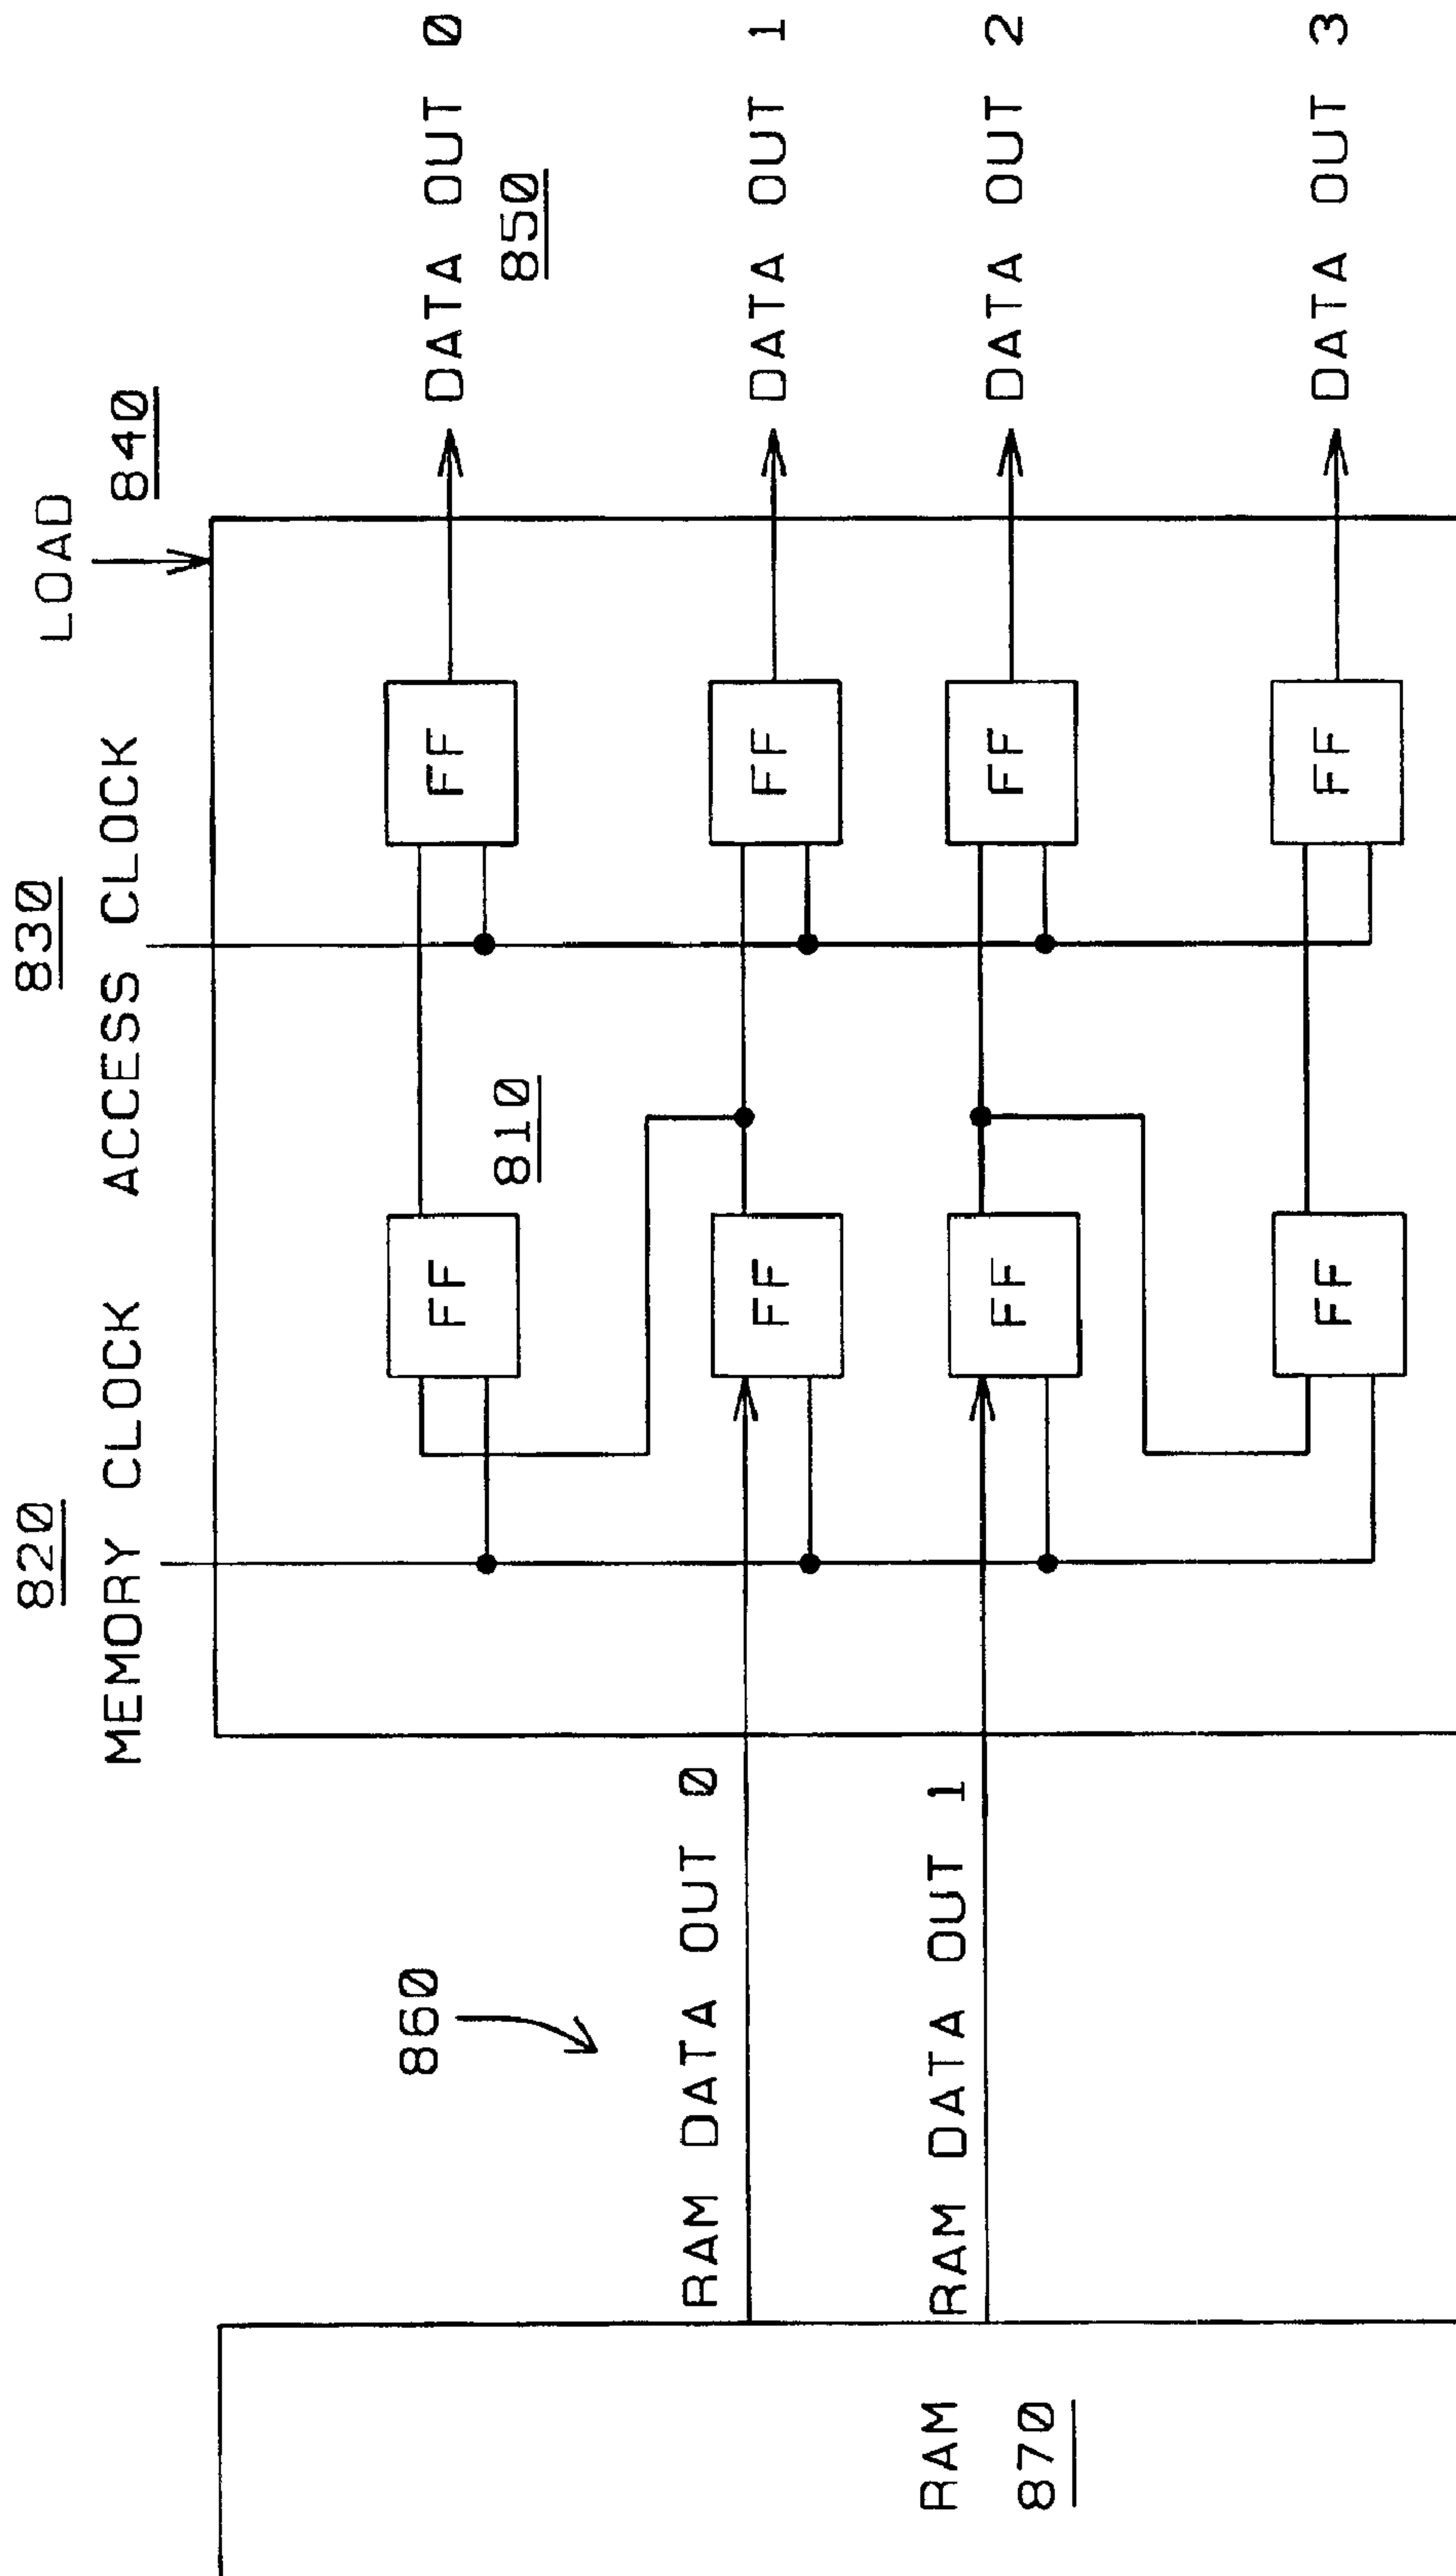 820
830
LOAD
840
MEMORY CLOCK
ACCESS CLOCK
860
FF
FF
DATA OUT 0
810
850
RAM DATA OUT 0
FF
FF
DATA OUT 1
RAM
870
RAM DATA OUT 1
FF
FF
DATA OUT 2
FF
FF
DATA OUT 3